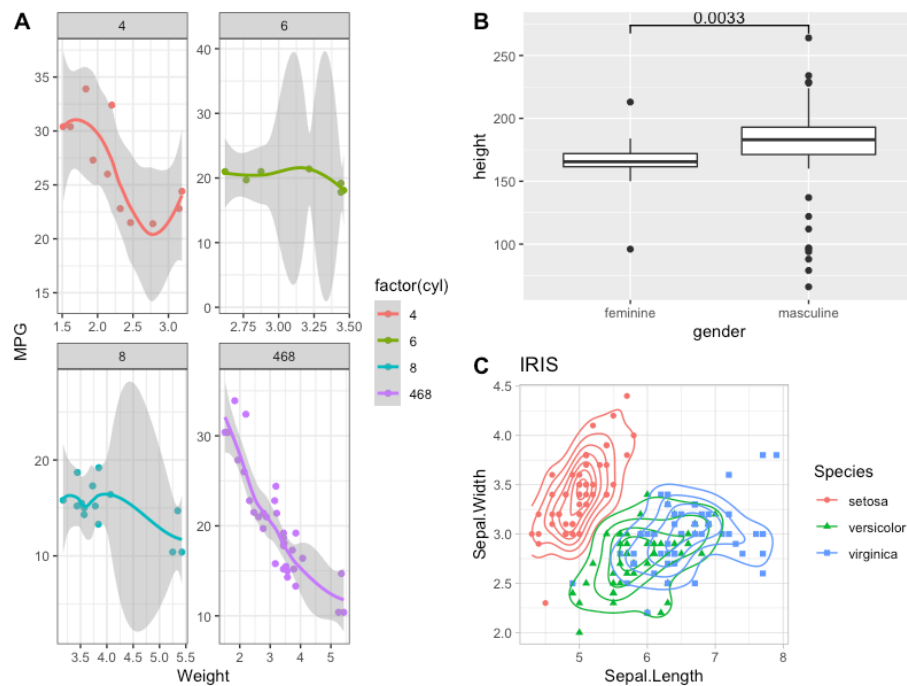 A
4
6
35
30
25
20
15
40
30
20
10
0
1.5 2.0 2.5 3.0
2.75 3.00 3.25 3.50
MPG
8
468
20
10
30
20
10
3.5 4.0 4.5 5.0 5.5
2 3 4 5
Weight
factor(cyl)
4
6
8
468
B
0.0033
250
200
150
100
height
feminine masculine
gender
C IRIS
4.5
4.0
3.5
3.0
2.5
2.0
Sepal.Width
5 6 7 8
Sepal.Length
Species
setosa
versicolor
virginica